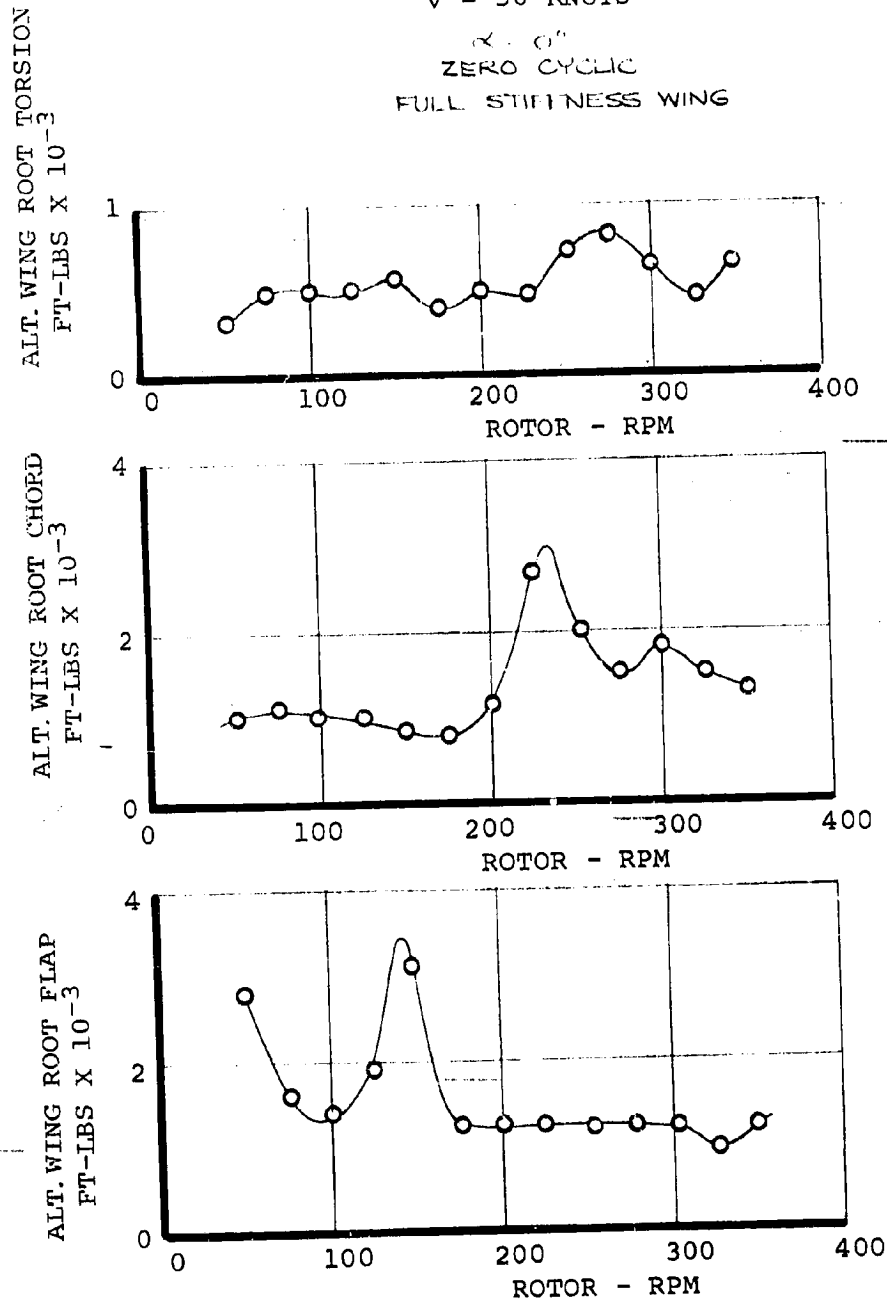 ZERO CYCLIC
FULL STIFFNESS WING
ALT. WING ROOT TORSION
FT-LBS X 10⁻³
1
0
0 100 200 300 400
ROTOR - RPM
ALT. WING ROOT CHORD
FT-LBS X 10⁻³
4
2
0
0 100 200 300 400
ROTOR - RPM
ALT. WING ROOT FLAP
FT-LBS X 10⁻³
4
2
0
0 100 200 300 400
ROTOR - RPM